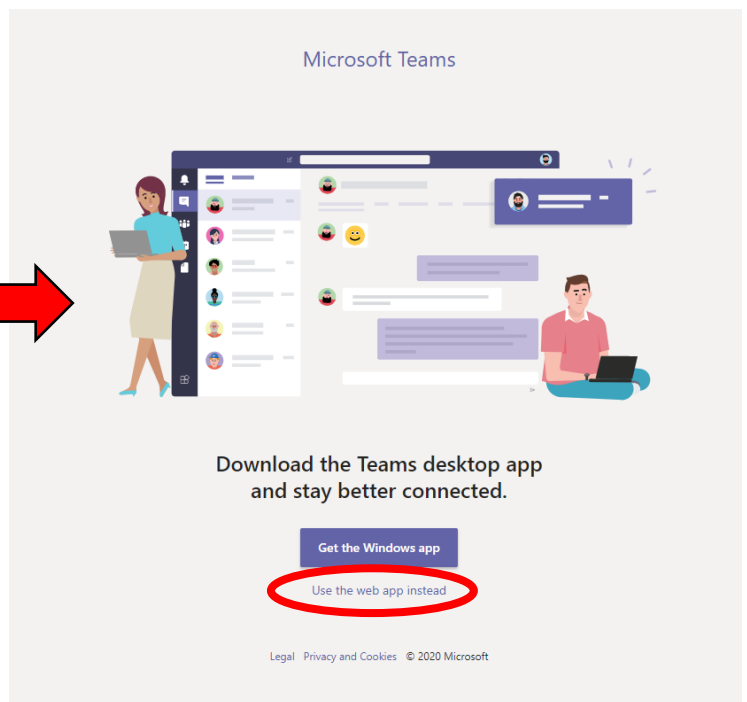 Microsoft Teams
Download the Teams desktop app
and stay better connected.
Get the Windows app
Use the web app instead
Legal Privacy and Cookies © 2020 Microsoft